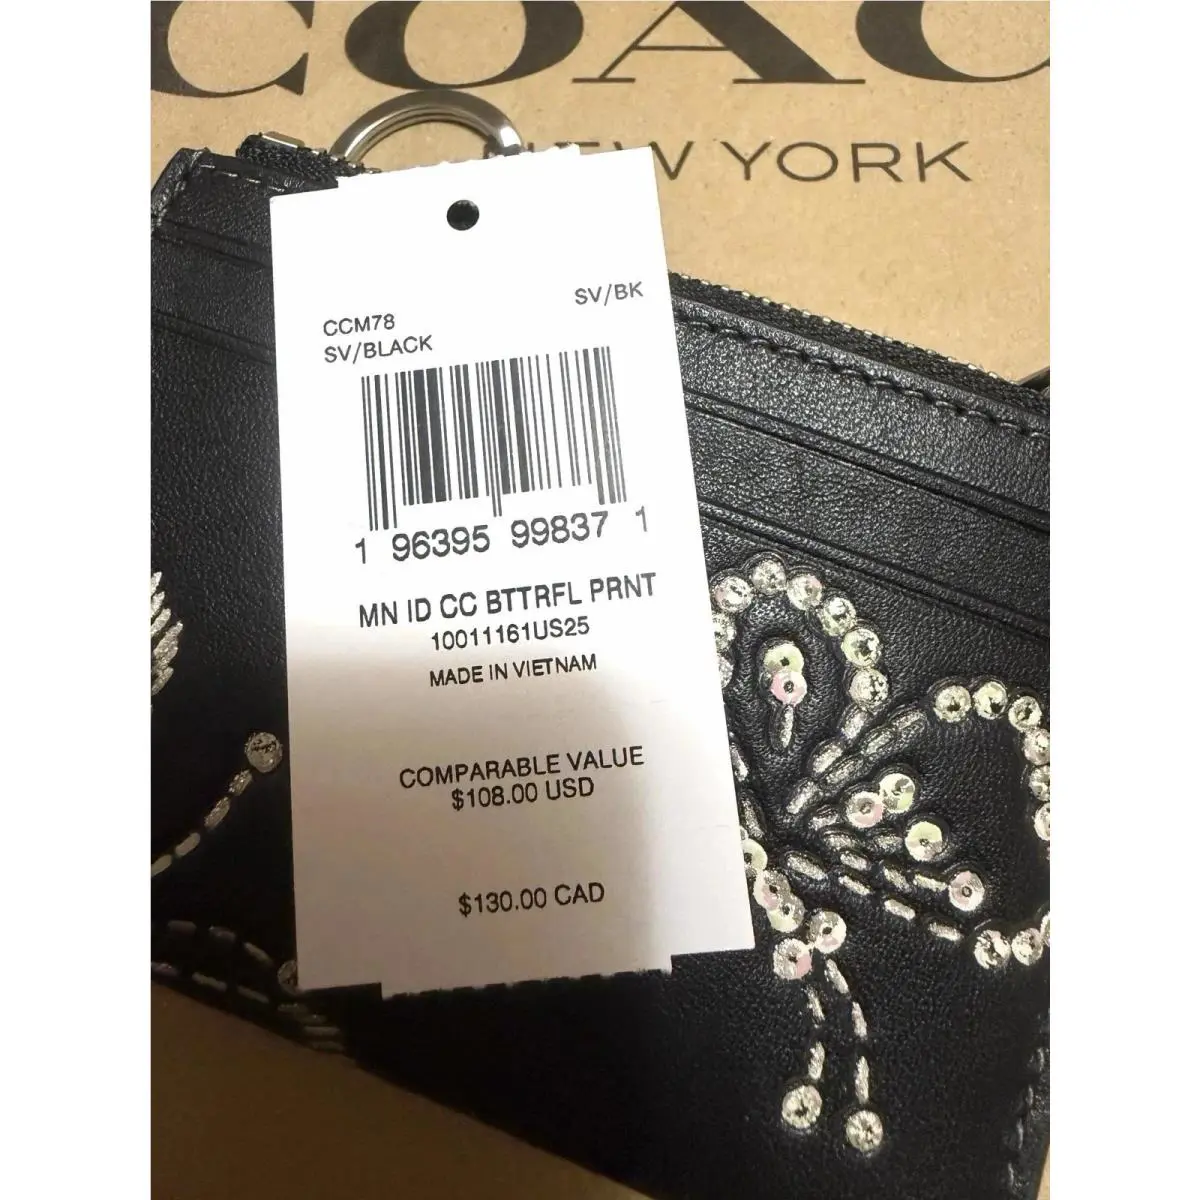 COAC
NEW YORK
SV/BK
CCM78
SV/BLACK
1 96395 99837 1
MN ID CC BTTRFL PRNT
10011161US25
MADE IN VIETNAM
COMPARABLE VALUE
$108.00 USD
$130.00 CAD